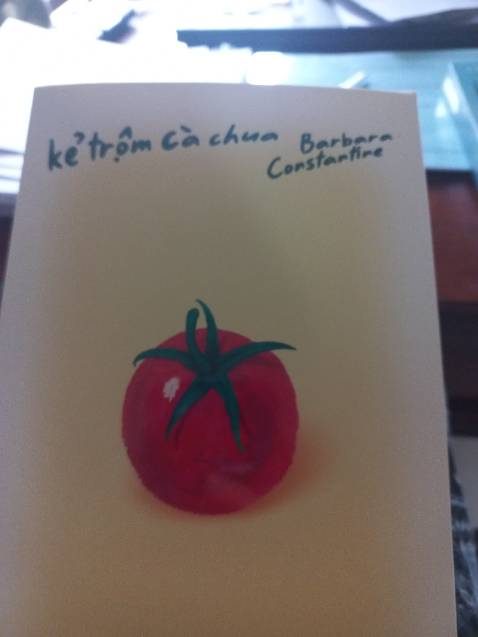 kẻ trộm cà chua
Barbara
Constantine